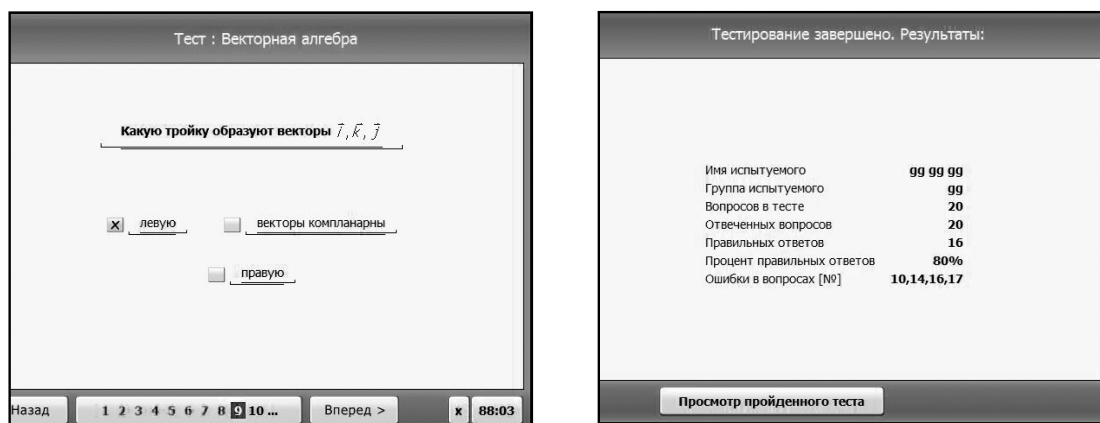 Тест : Векторная алгебра
Какую тройку образуют векторы i⃗, k⃗, j⃗
x левую
векторы компланарны
правую
Назад
1 2 3 4 5 6 7 8 9 10 ...
Вперед >
x
88:03
Тестирование завершено. Результаты:
Имя испытуемого gg gg gg
Группа испытуемого gg
Вопросов в тесте 20
Отвеченных вопросов 20
Правильных ответов 16
Процент правильных ответов 80%
Ошибки в вопросах [№] 10,14,16,17
Просмотр пройденного теста